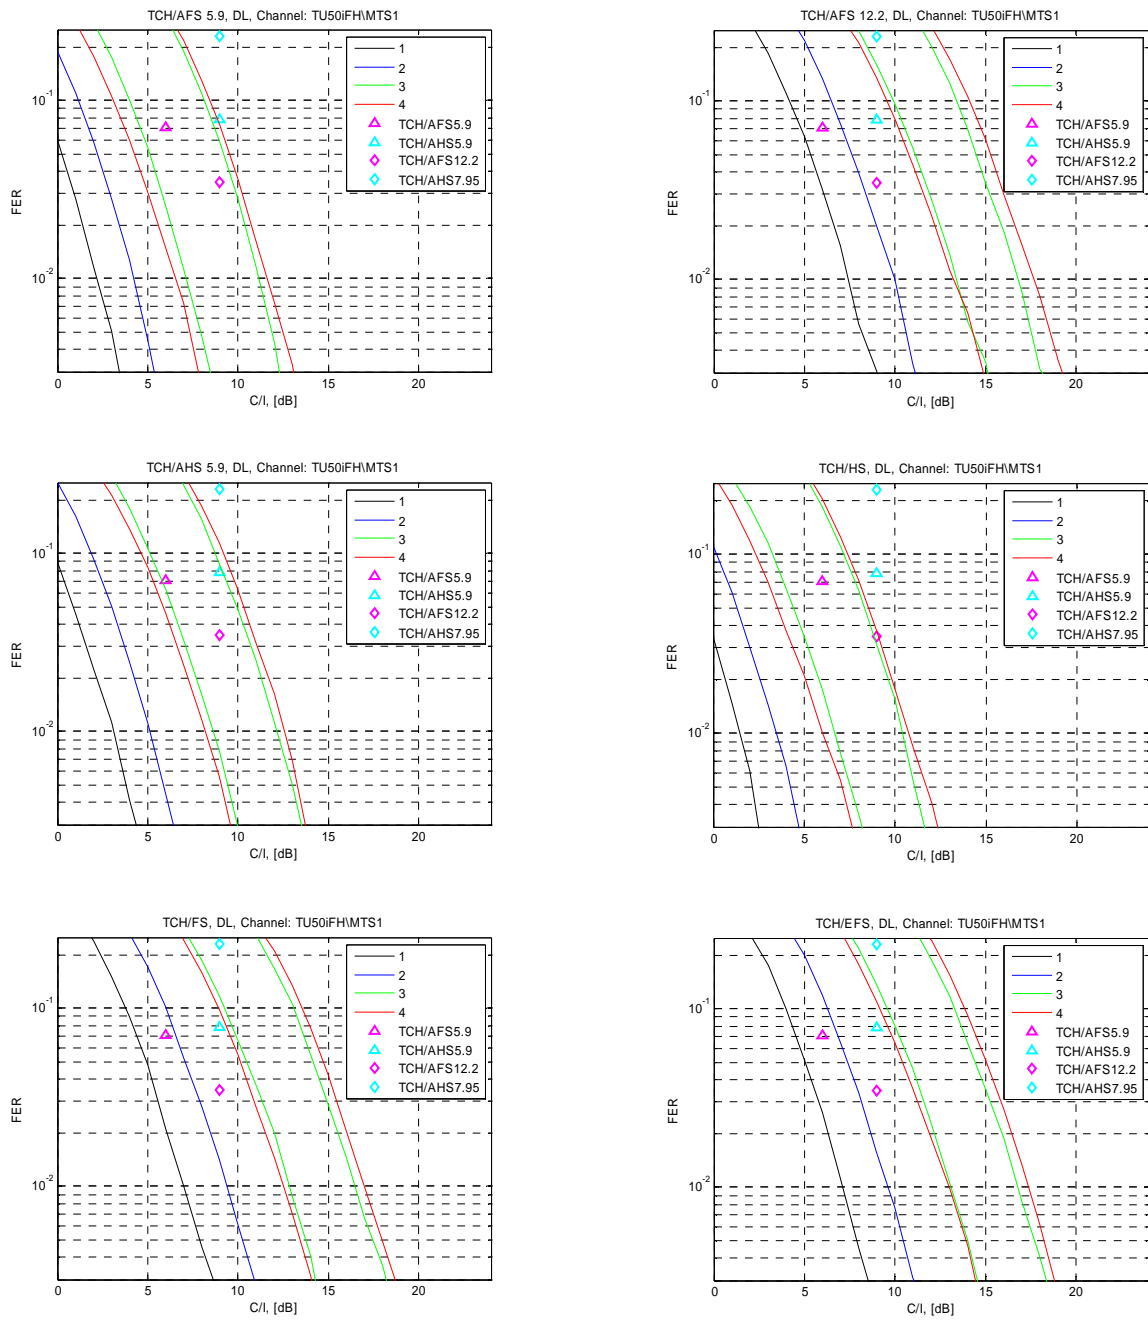 TCH/AFS 5.9, DL, Channel: TU50iFH\MTS1
1
2
3
4
TCH/AFS5.9
TCH/AHS5.9
TCH/AFS12.2
TCH/AHS7.95
10-1
10-2
FER
0 5 10 15 20
C/I, [dB]
TCH/AFS 12.2, DL, Channel: TU50iFH\MTS1
1
2
3
4
TCH/AFS5.9
TCH/AHS5.9
TCH/AFS12.2
TCH/AHS7.95
10-1
10-2
FER
0 5 10 15 20
C/I, [dB]
TCH/AHS 5.9, DL, Channel: TU50iFH\MTS1
1
2
3
4
TCH/AFS5.9
TCH/AHS5.9
TCH/AFS12.2
TCH/AHS7.95
10-1
10-2
FER
0 5 10 15 20
C/I, [dB]
TCH/HS, DL, Channel: TU50iFH\MTS1
1
2
3
4
TCH/AFS5.9
TCH/AHS5.9
TCH/AFS12.2
TCH/AHS7.95
10-1
10-2
FER
0 5 10 15 20
C/I, [dB]
TCH/FS, DL, Channel: TU50iFH\MTS1
1
2
3
4
TCH/AFS5.9
TCH/AHS5.9
TCH/AFS12.2
TCH/AHS7.95
10-1
10-2
FER
0 5 10 15 20
C/I, [dB]
TCH/EFS, DL, Channel: TU50iFH\MTS1
1
2
3
4
TCH/AFS5.9
TCH/AHS5.9
TCH/AFS12.2
TCH/AHS7.95
10-1
10-2
FER
0 5 10 15 20
C/I, [dB]